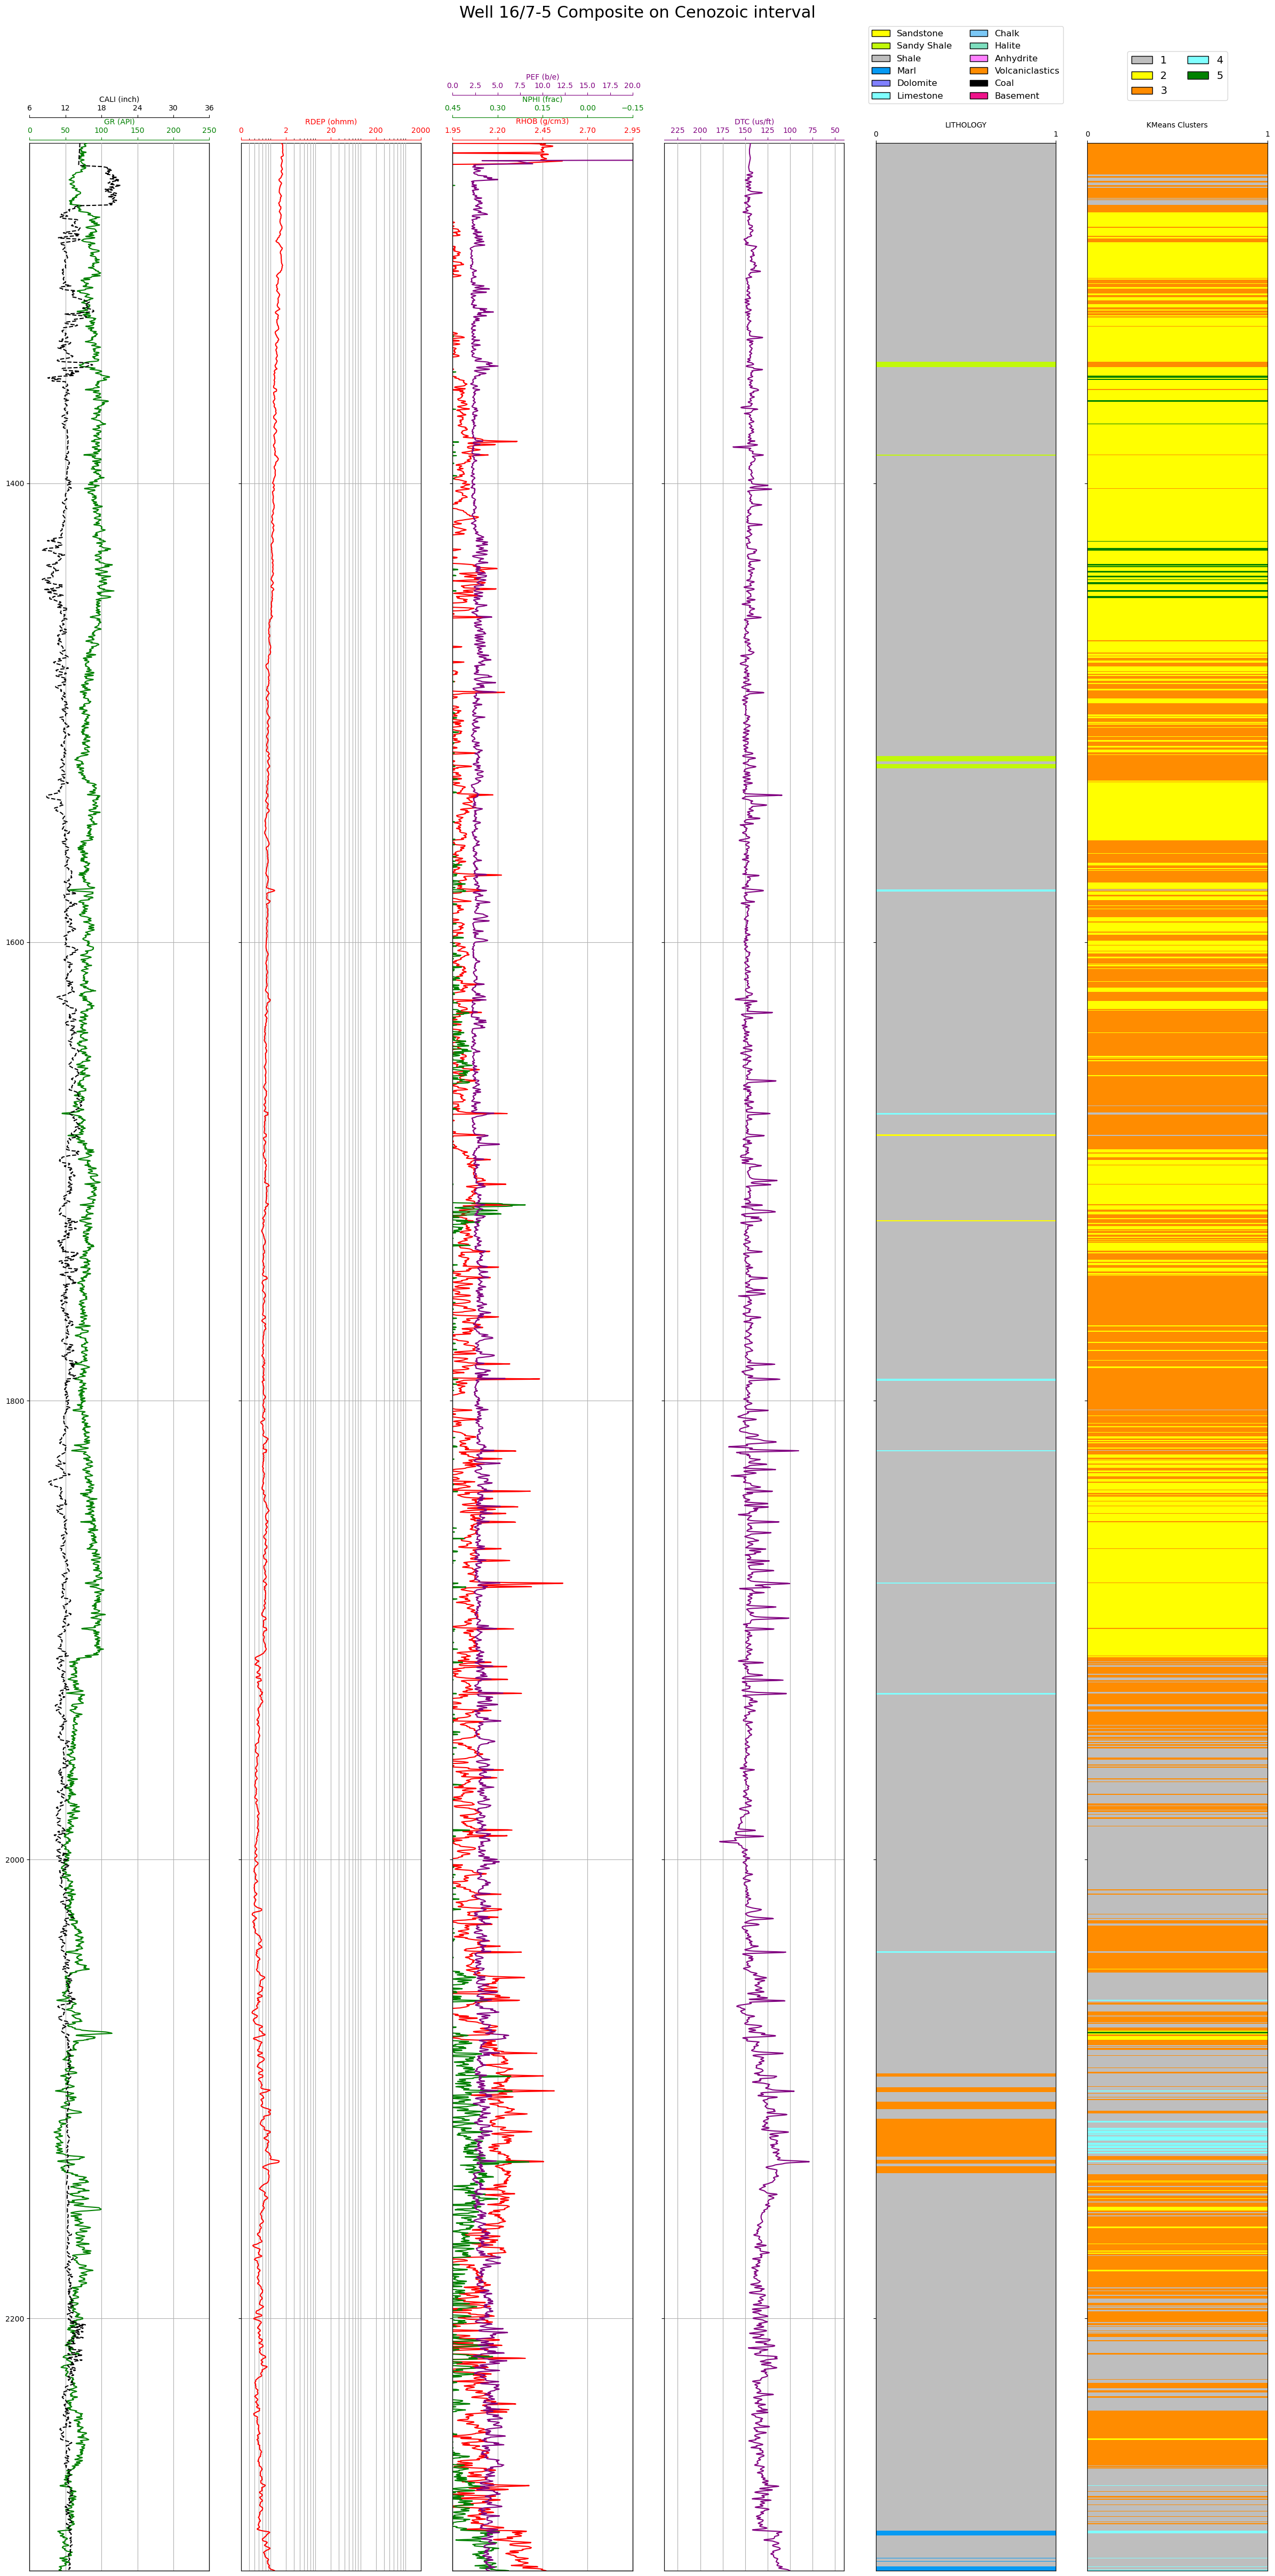 Well 16/7-5 Composite on Cenozoic interval
Sandstone Chalk
Sandy Shale Halite
Shale Anhydrite
Marl Volcaniclastics
Dolomite Coal
Limestone Basement
1 4
2 5
3
PEF (b/e)
0.0 2.5 5.0 7.5 10.0 12.5 15.0 17.5 20.0
CALI (inch) NPHI (frac)
6 12 18 24 30 36 0.45 0.30 0.15 0.00 −0.15
GR (API) RDEP (ohmm) RHOB (g/cm3) DTC (us/ft) LITHOLOGY KMeans Clusters
0 50 100 150 200 250 0 2 20 200 2000 1.95 2.20 2.45 2.70 2.95 225 200 175 150 125 100 75 50 0 1 0 1
1400
1600
1800
2000
2200